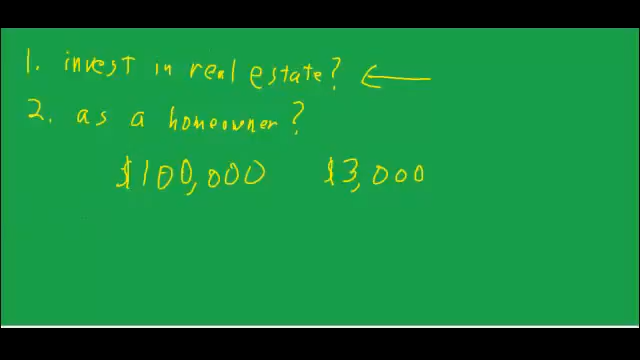 1. invest in real estate?
2. as a homeowner?
$100,000 $3,000